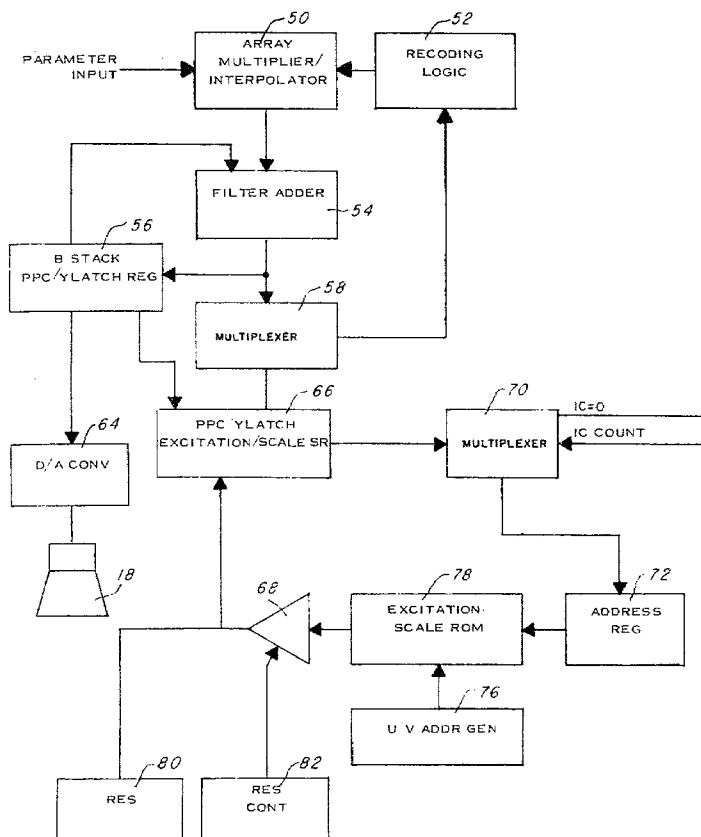 50
ARRAY
MULTIPLIER/
INTERPOLATOR
PARAMETER
INPUT
52
RECODING
LOGIC
FILTER ADDER
54
56
B STACK
PPC/YLATCH REG
58
MULTIPLEXER
66
PPC YLATCH
EXCITATION/SCALE SR
70
MULTIPLEXER
IC=0
IC COUNT
64
D/A CONV
18
68
78
EXCITATION-
SCALE ROM
72
ADDRESS
REG
76
U V ADDR GEN
80
RES
82
RES
CONT